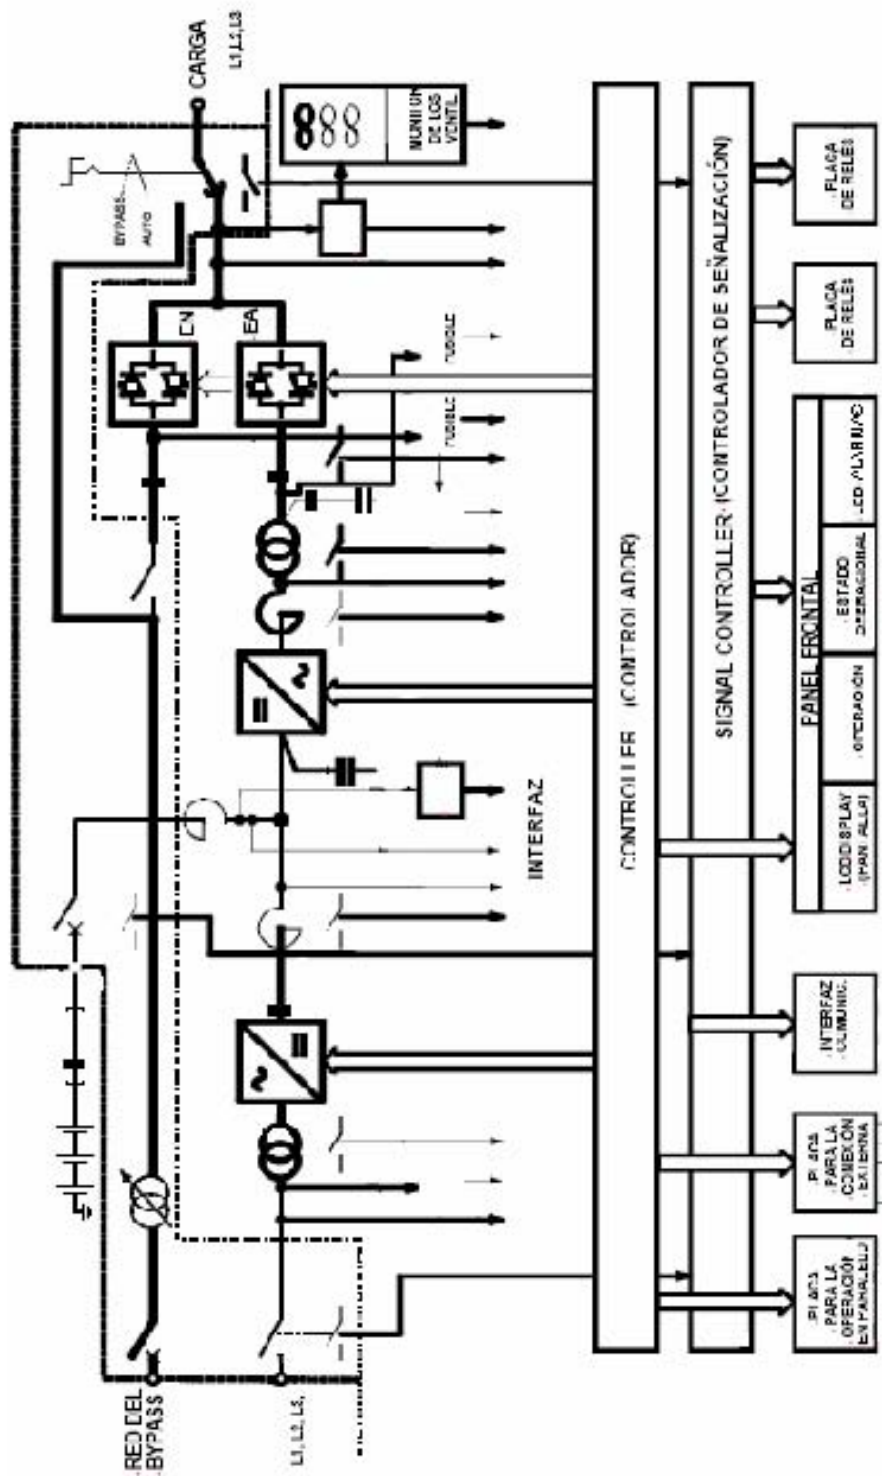 CARGA
L1,L2,L3
BYPASS
AUTO
DE LOS
VENTIL.
EN
EA
FUSIBLE
FUSIBLE
INTERFAZ
CONTROLLER (CONTROLADOR)
SIGNAL CONTROLLER (CONTROLADOR DE SEÑALIZACIÓN)
.PLACA
DE RELÉS
PLACA
.DE RELÉS
PANEL FRONTAL
.LCD DISPLAY
.(PANTALLA)
.OPERACIÓN
.ESTADO
OPERACIONAL
.INTERFAZ
.COMUNIC.
.PLACA
.PARA LA
.CONEXIÓN
.EXTERNA
.PLACA
.PARA LA
.OPERACIÓN
EN PARALELO
.RED DEL
.BYPASS
L1, L2, L3,